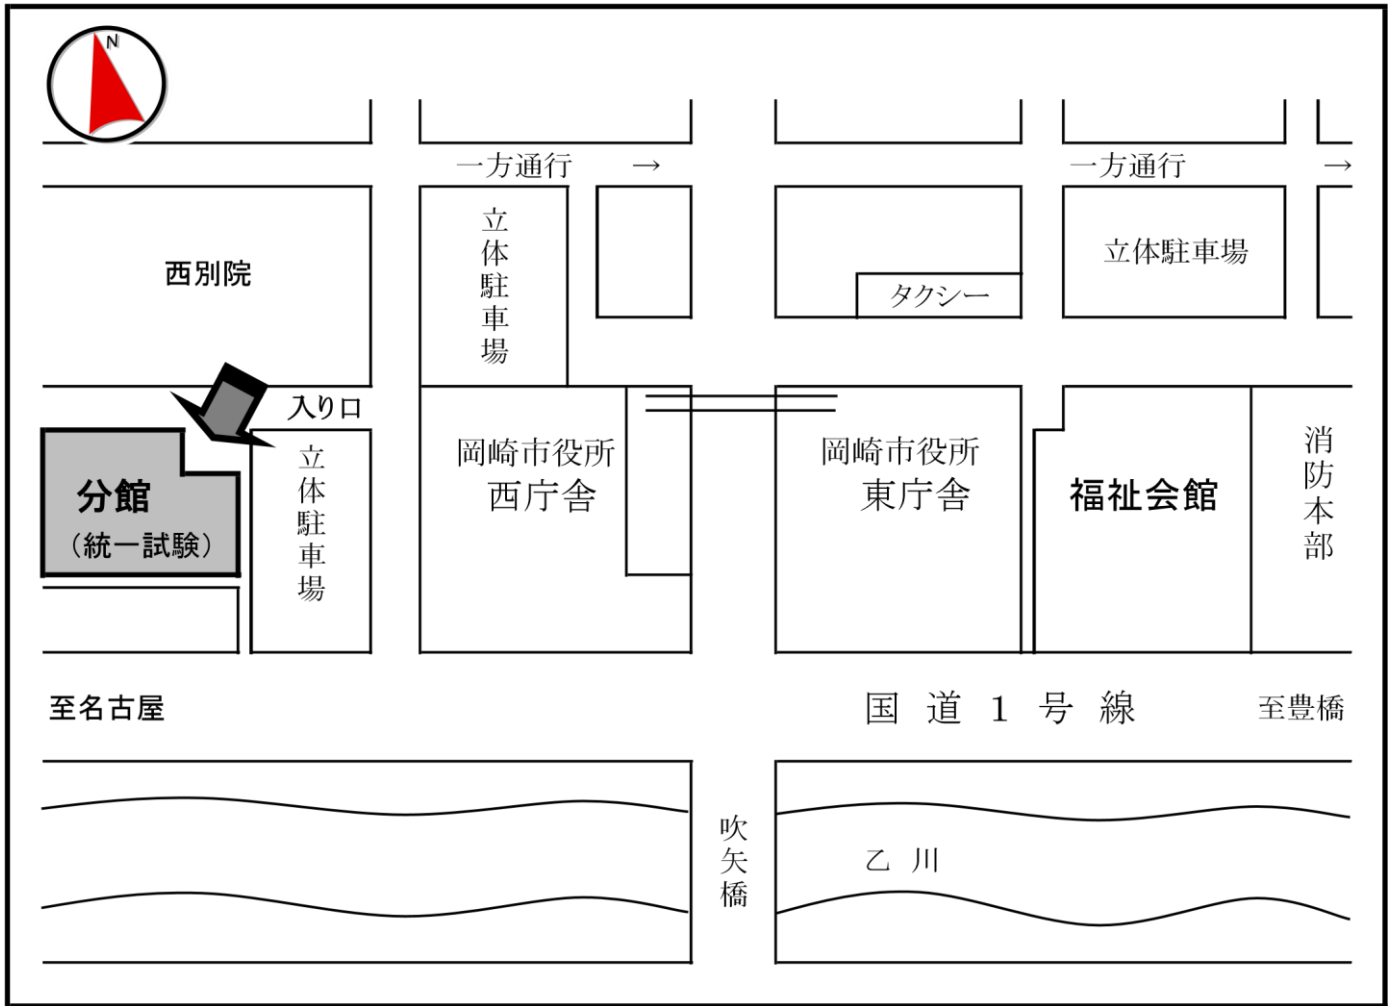 N
一方通行 →
一方通行 →
西別院
立体駐車場
タクシー
立体駐車場
入り口
分館
(統一試験)
立体駐車場
岡崎市役所
西庁舎
岡崎市役所
東庁舎
福祉会館
消防本部
至名古屋
国道1号線
至豊橋
吹矢橋
乙川